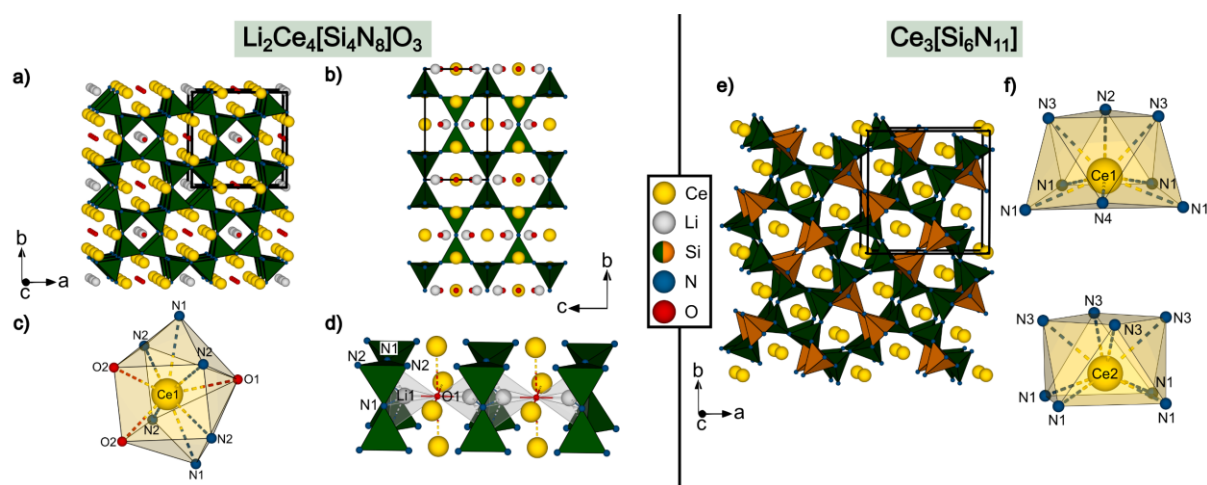 Li₂Ce₄[Si₄N₈]O₃
Ce₃[Si₆N₁₁]
a)
b
c
a
b)
b
c
c)
N1
N2
N2
O2
Ce1
O1
N2
N2
O2
N1
d)
N1
N2
N2
Li1
O1
N1
Ce
Li
Si
N
O
e)
b
c
a
f)
N3
N2
N3
Ce1
N1
N1
N1
N4
N1
N3
N3
N3
N3
Ce2
N1
N1
N1
N1